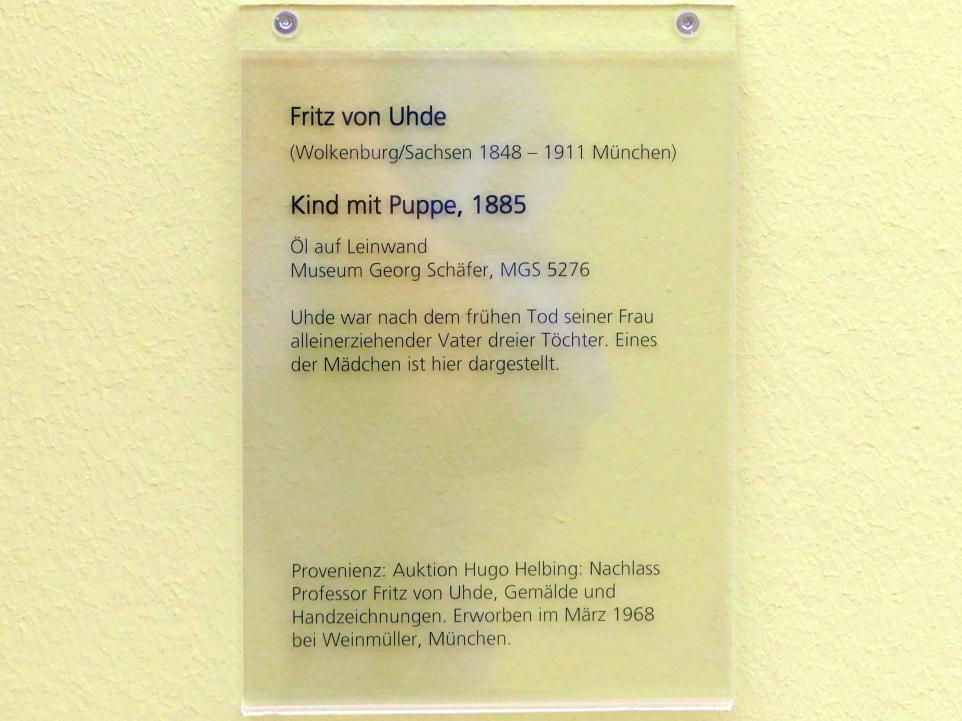 Fritz von Uhde
(Wolkenburg/Sachsen 1848 – 1911 München)
Kind mit Puppe, 1885
Öl auf Leinwand
Museum Georg Schäfer, MGS 5276
Uhde war nach dem frühen Tod seiner Frau
alleinerziehender Vater dreier Töchter. Eines
der Mädchen ist hier dargestellt.
Provenienz: Auktion Hugo Helbing: Nachlass
Professor Fritz von Uhde, Gemälde und
Handzeichnungen. Erworben im März 1968
bei Weinmüller, München.